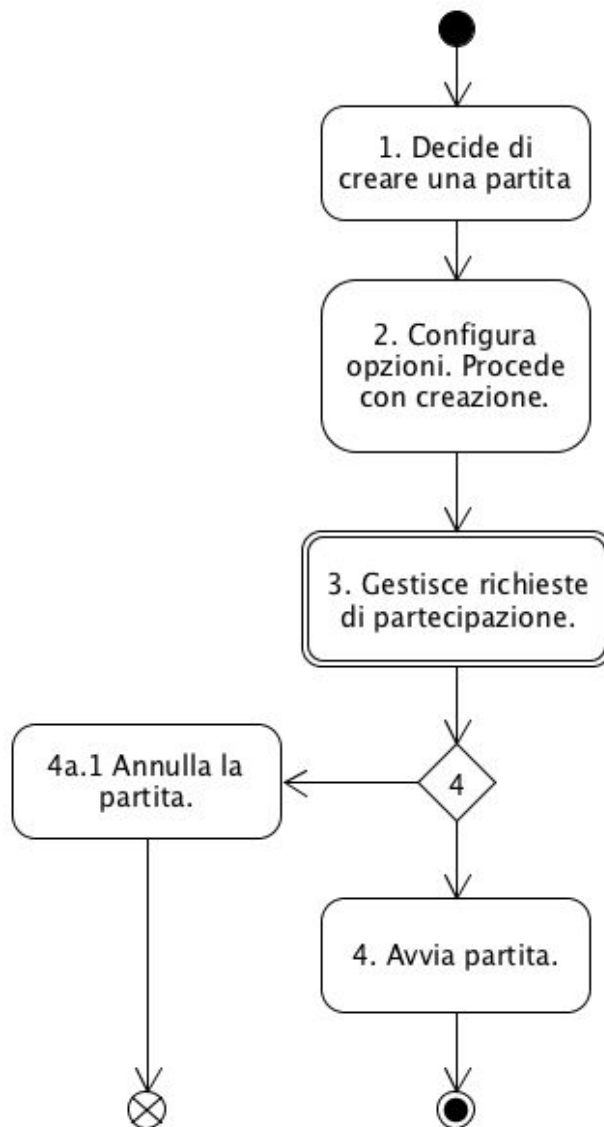 1. Decide di
creare una partita
2. Configura
opzioni. Procede
con creazione.
3. Gestisce richieste
di partecipazione.
4
4a.1 Annulla la
partita.
4. Avvia partita.